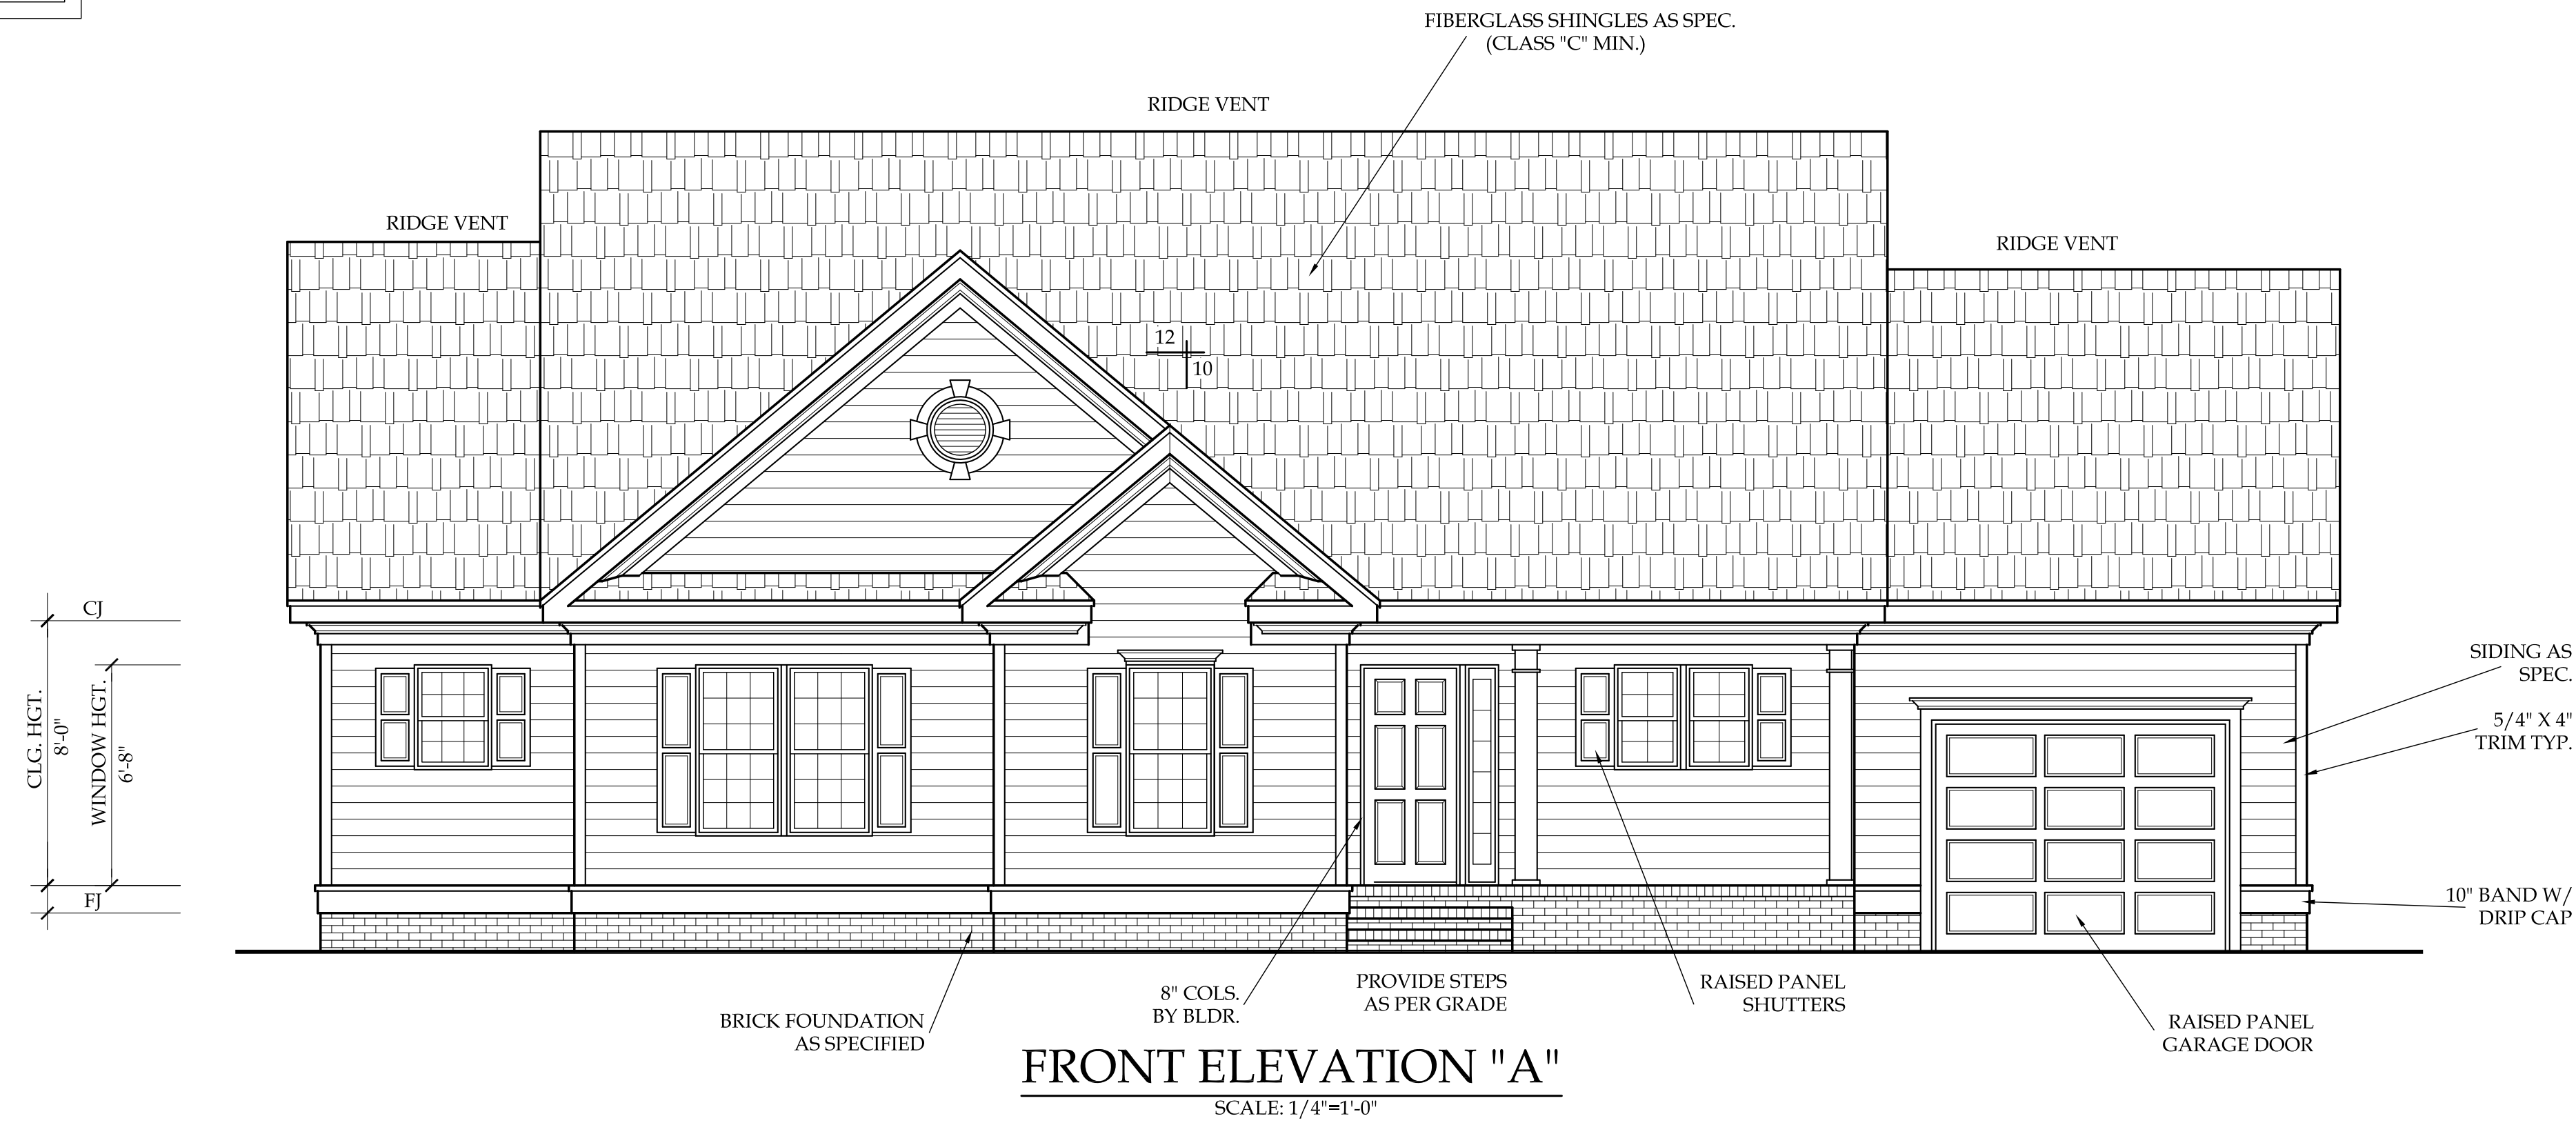 FIBERGLASS SHINGLES AS SPEC.
(CLASS "C" MIN.)
RIDGE VENT
RIDGE VENT
RIDGE VENT
12
10
CJ
CLG. HGT.
8'-0"
WINDOW HGT.
6'-8"
FJ
SIDING AS
SPEC.
5/4" X 4"
TRIM TYP.
10" BAND W/
DRIP CAP
BRICK FOUNDATION
AS SPECIFIED
8" COLS.
BY BLDR.
PROVIDE STEPS
AS PER GRADE
RAISED PANEL
SHUTTERS
RAISED PANEL
GARAGE DOOR
FRONT ELEVATION "A"
SCALE: 1/4"=1'-0"